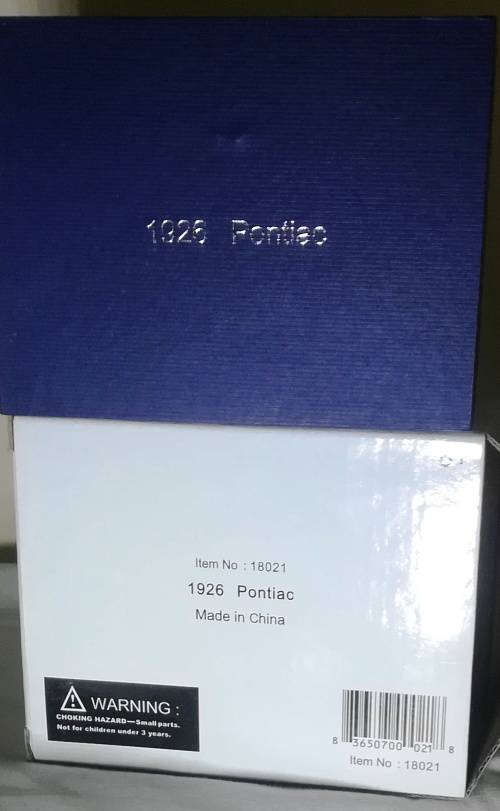 1926 Pontiac
Item No : 18021
1926 Pontiac
Made in China
WARNING :
CHOKING HAZARD—Small parts.
Not for children under 3 years.
8 3650700 021 8
Item No : 18021